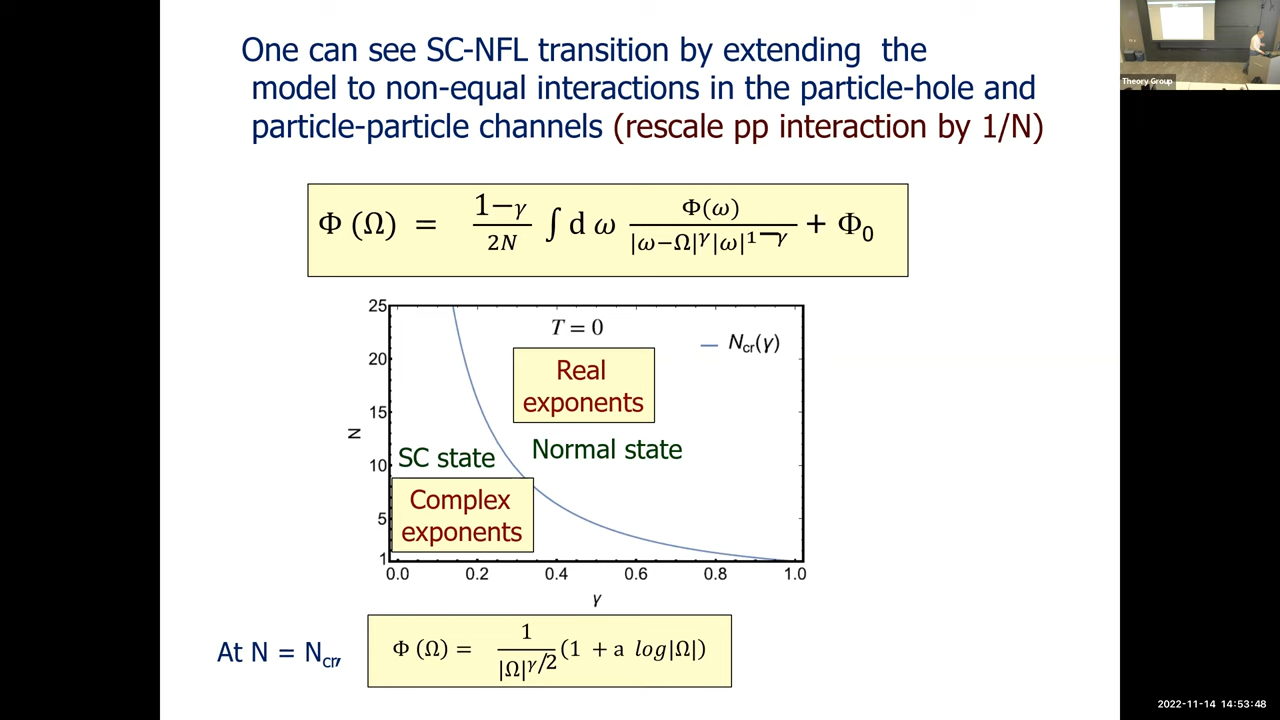 One can see SC-NFL transition by extending the
model to non-equal interactions in the particle-hole and
particle-particle channels (rescale pp interaction by 1/N)
Theory Group
Φ (Ω) = 1−γ/2N ∫ d ω Φ(ω)/|ω−Ω|^γ|ω|^1−γ + Φ₀
25
20
15
10
5
1
N
T = 0
N_cr(γ)
Real
exponents
Normal state
SC state
Complex
exponents
0.0 0.2 0.4 0.6 0.8 1.0
γ
At N = N_cr,
Φ (Ω) = 1/|Ω|^γ/2 (1 + a log|Ω|)
2022-11-14 14:53:48